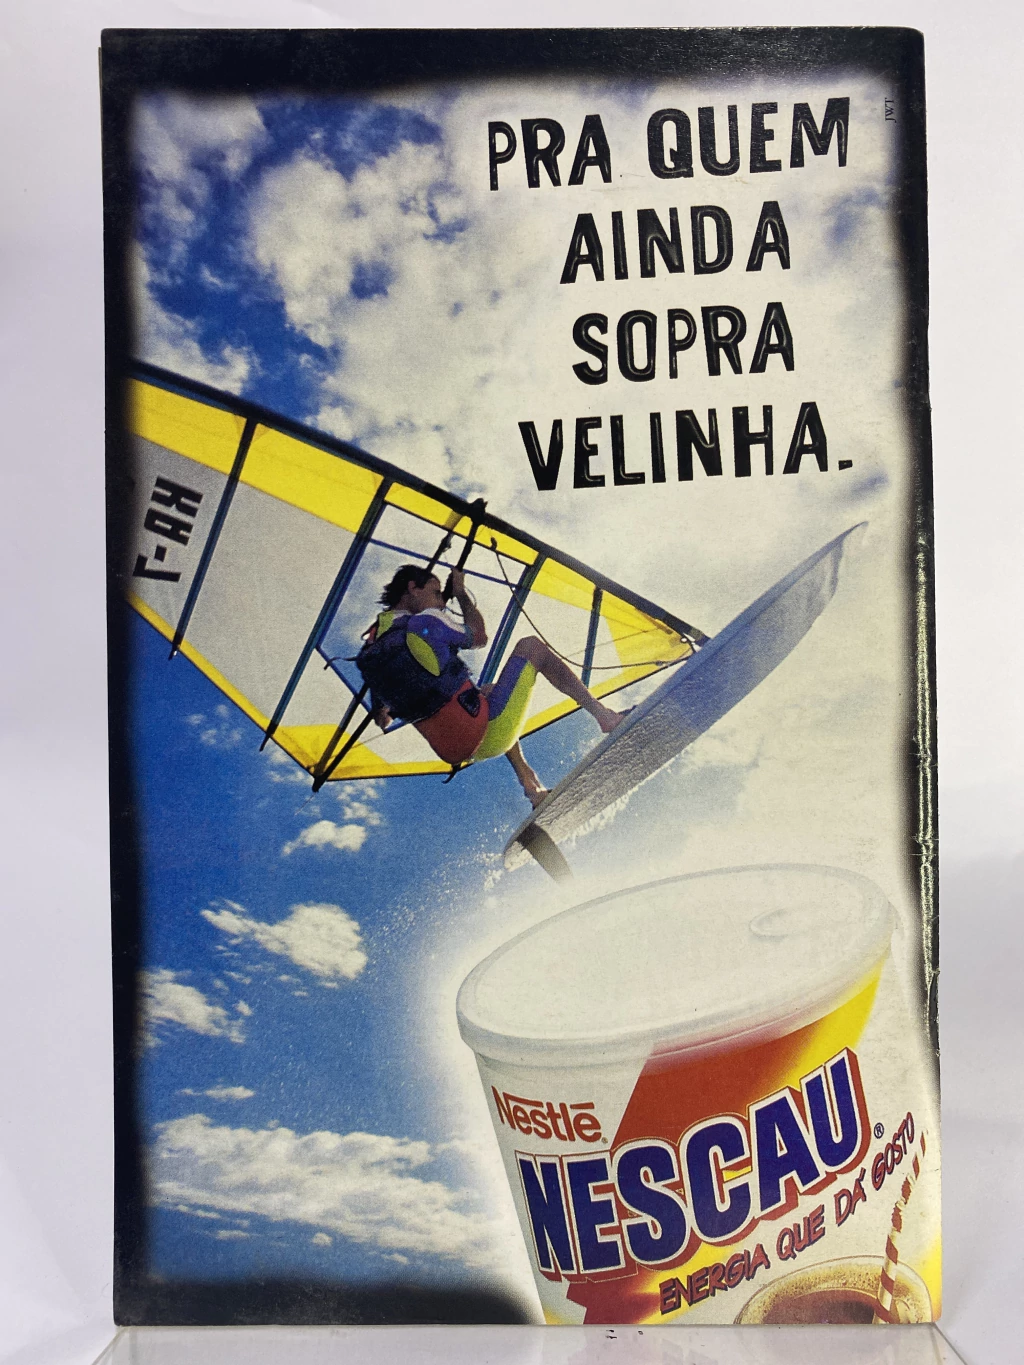 JWT.
PRA QUEM
AINDA
SOPRA
VELINHA.
Nestlé®
NESCAU®
ENERGIA QUE DÁ GOSTO